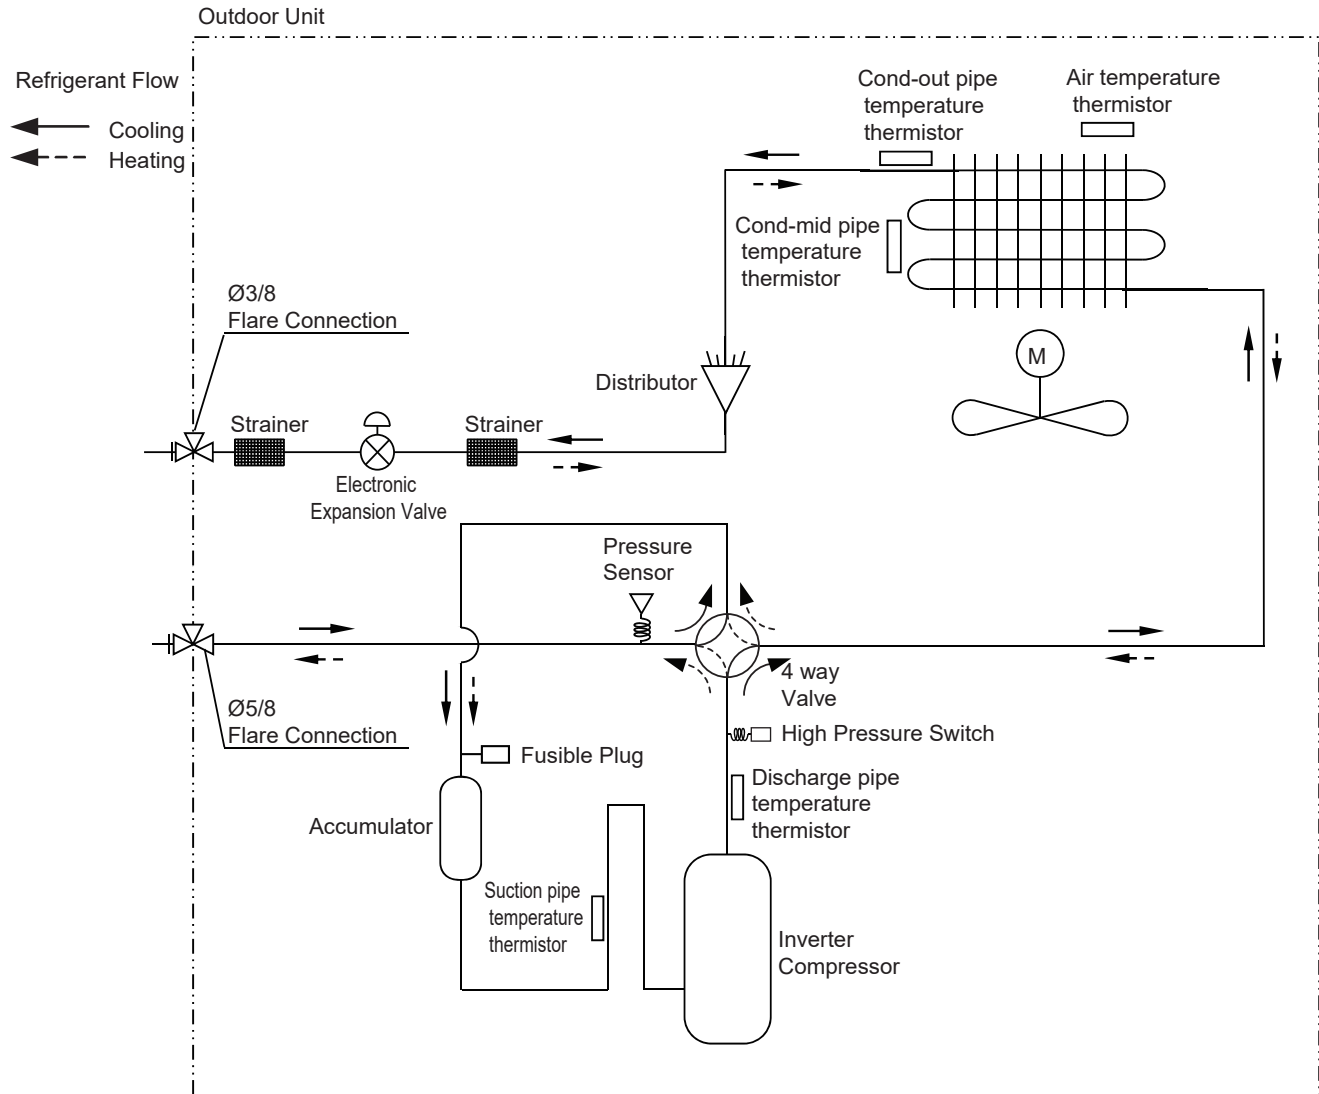 Outdoor Unit
Refrigerant Flow
Cooling
Heating
Cond-out pipe
temperature
thermistor
Air temperature
thermistor
Cond-mid pipe
temperature
thermistor
Ø3/8
Flare Connection
M
Distributor
Strainer
Strainer
Electronic
Expansion Valve
Pressure
Sensor
4 way
Valve
Ø5/8
Flare Connection
High Pressure Switch
Fusible Plug
Discharge pipe
temperature
thermistor
Accumulator
Suction pipe
temperature
thermistor
Inverter
Compressor